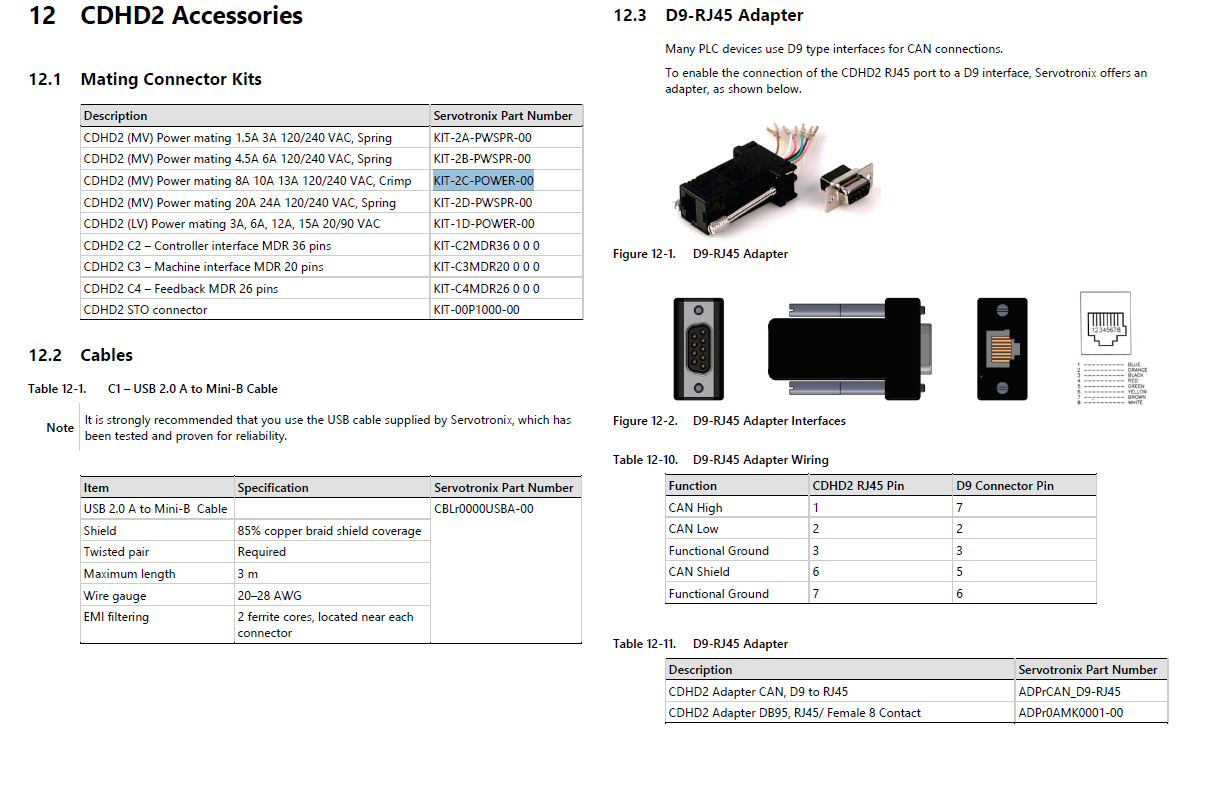 12 CDHD2 Accessories
12.1 Mating Connector Kits
Description Servotronix Part Number
CDHD2 (MV) Power mating 1.5A 3A 120/240 VAC, Spring KIT-2A-PWSPR-00
CDHD2 (MV) Power mating 4.5A 6A 120/240 VAC, Spring KIT-2B-PWSPR-00
CDHD2 (MV) Power mating 8A 10A 13A 120/240 VAC, Crimp KIT-2C-POWER-00
CDHD2 (MV) Power mating 20A 24A 120/240 VAC, Spring KIT-2D-PWSPR-00
CDHD2 (LV) Power mating 3A, 6A, 12A, 15A 20/90 VAC KIT-1D-POWER-00
CDHD2 C2 – Controller interface MDR 36 pins KIT-C2MDR36 0 0 0
CDHD2 C3 – Machine interface MDR 20 pins KIT-C3MDR20 0 0 0
CDHD2 C4 – Feedback MDR 26 pins KIT-C4MDR26 0 0 0
CDHD2 STO connector KIT-00P1000-00
12.2 Cables
Table 12-1. C1 – USB 2.0 A to Mini-B Cable
Note It is strongly recommended that you use the USB cable supplied by Servotronix, which has
been tested and proven for reliability.
Item Specification Servotronix Part Number
USB 2.0 A to Mini-B Cable CBLr0000USBA-00
Shield 85% copper braid shield coverage
Twisted pair Required
Maximum length 3 m
Wire gauge 20–28 AWG
EMI filtering 2 ferrite cores, located near each
connector
12.3 D9-RJ45 Adapter
Many PLC devices use D9 type interfaces for CAN connections.
To enable the connection of the CDHD2 RJ45 port to a D9 interface, Servotronix offers an
adapter, as shown below.
Figure 12-1. D9-RJ45 Adapter
12345678
1 BLUE
2 ORANGE
3 BLACK
4 RED
5 GREEN
6 YELLOW
7 BROWN
8 WHITE
Figure 12-2. D9-RJ45 Adapter Interfaces
Table 12-10. D9-RJ45 Adapter Wiring
Function CDHD2 RJ45 Pin D9 Connector Pin
CAN High 1 7
CAN Low 2 2
Functional Ground 3 3
CAN Shield 6 5
Functional Ground 7 6
Table 12-11. D9-RJ45 Adapter
Description Servotronix Part Number
CDHD2 Adapter CAN, D9 to RJ45 ADPrCAN_D9-RJ45
CDHD2 Adapter DB95, RJ45/ Female 8 Contact ADPr0AMK0001-00